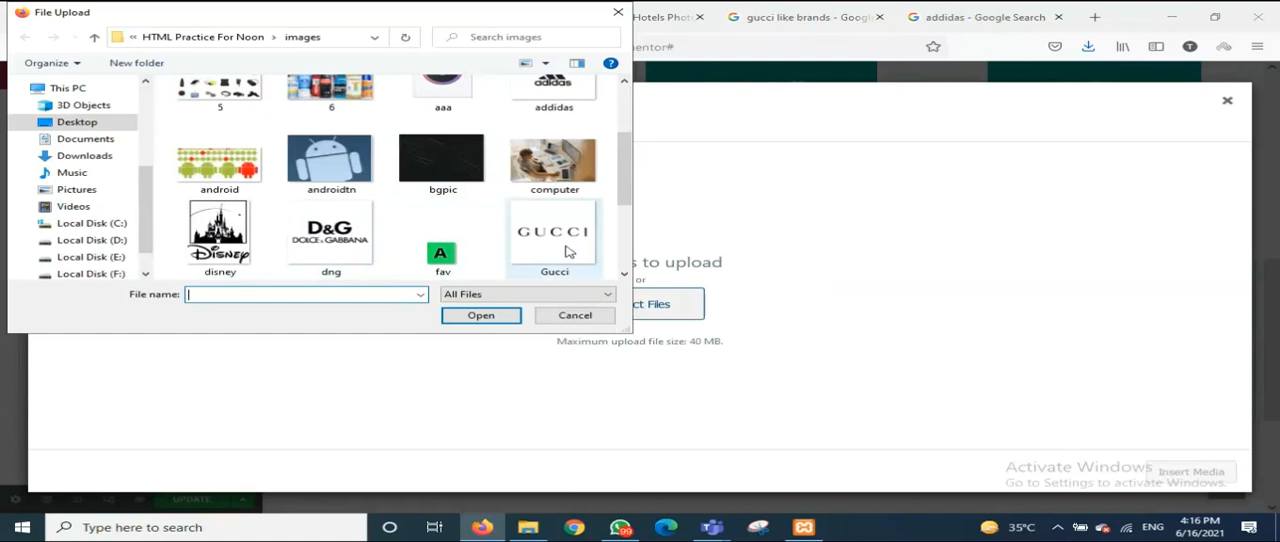 File Upload
Hotels Phot
gucci like brands - Goog
addidas - Google Search
« HTML Practice For Noon > images
Search images
mentor#
Organize
New folder
This PC
3D Objects
Desktop
Documents
Downloads
Music
Pictures
Videos
Local Disk (C:)
Local Disk (D:)
Local Disk (E:)
Local Disk (F:)
5
6
aaa
adidas
addidas
android
androidtn
bgpic
computer
Disney
D&G
DOLCE & GABBANA
A
GUCCI
disney
dng
fav
Gucci
File name:
All Files
Open
Cancel
s to upload
or
ct Files
Maximum upload file size: 40 MB.
Activate Windows
Go to Settings to activate Windows.
Insert Media
UPDATE
Type here to search
99
35°C
ENG
4:16 PM
6/16/2021